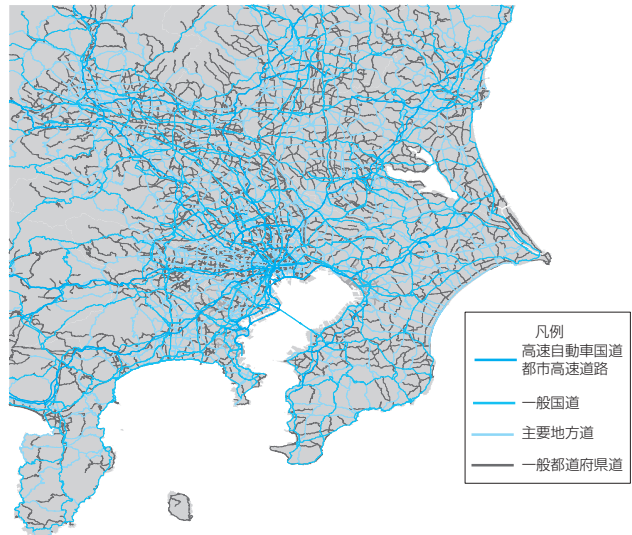 凡例
高速自動車国道
都市高速道路
一般国道
主要地方道
一般都道府県道